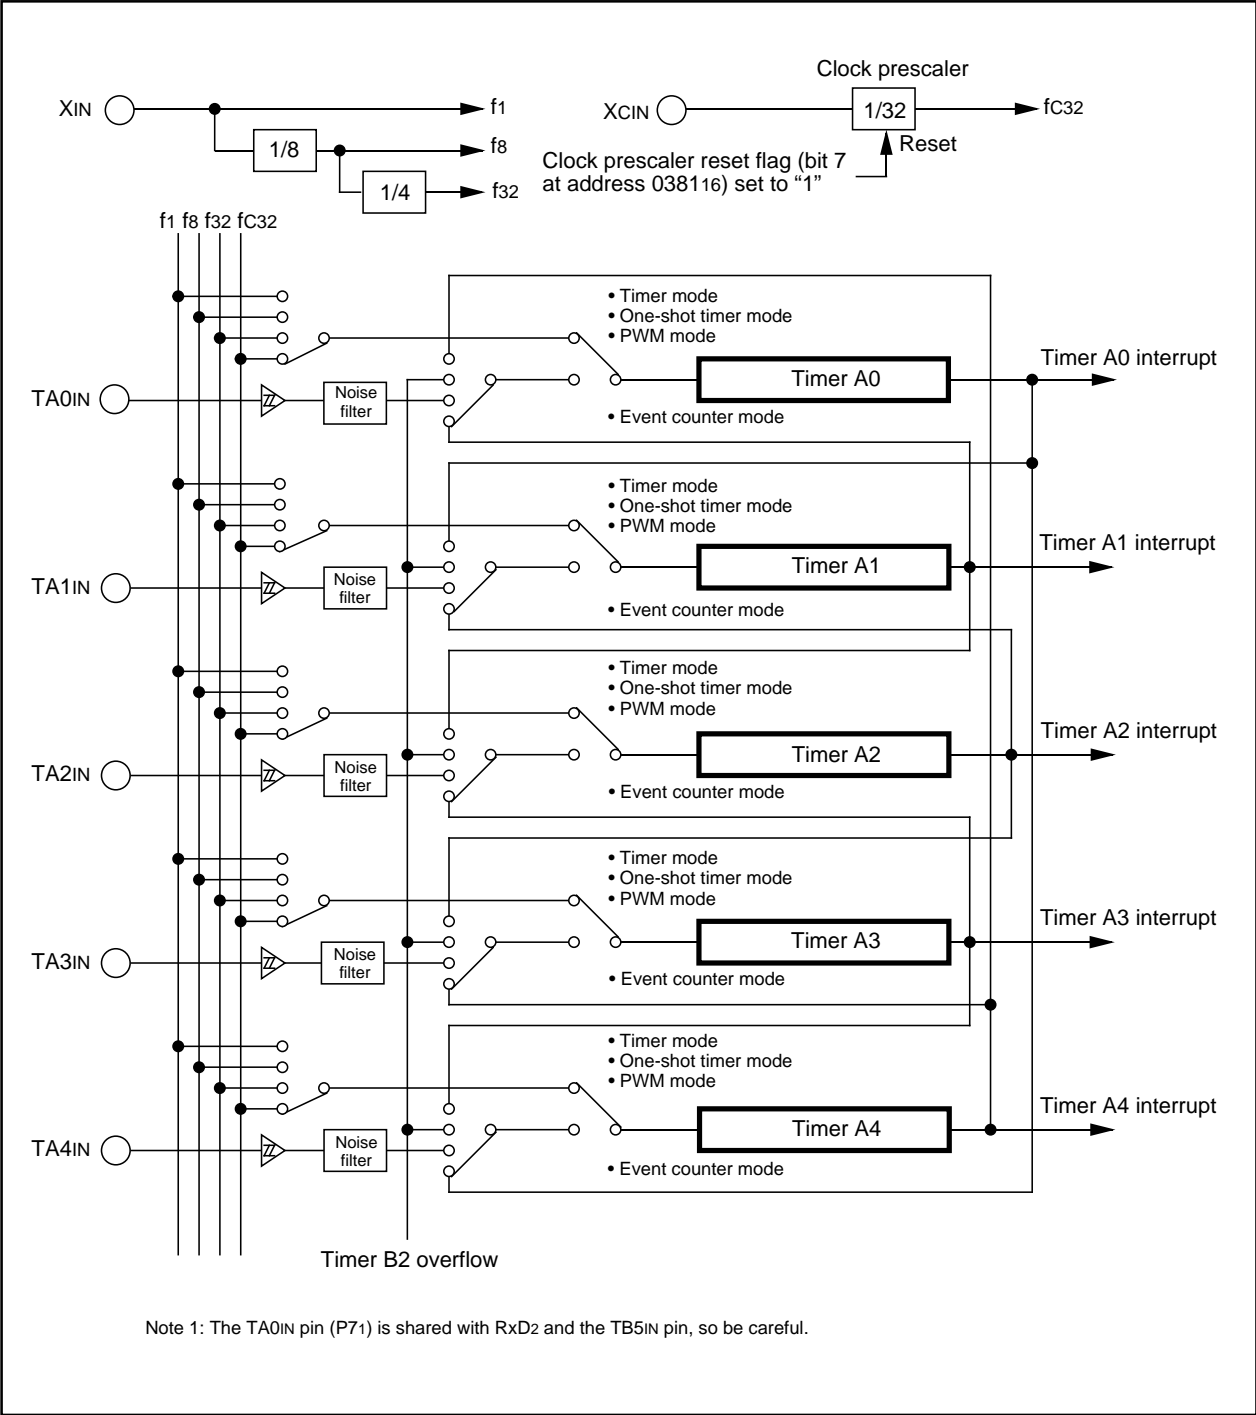 Clock prescaler
XIN
f1
XCIN
1/32
fC32
1/8
f8
Reset
Clock prescaler reset flag (bit 7
at address 038116) set to “1”
1/4
f32
f1 f8 f32 fC32
• Timer mode
• One-shot timer mode
• PWM mode
Timer A0 interrupt
Timer A0
TA0IN
Noise
filter
• Event counter mode
• Timer mode
• One-shot timer mode
• PWM mode
Timer A1 interrupt
Timer A1
TA1IN
Noise
filter
• Event counter mode
• Timer mode
• One-shot timer mode
• PWM mode
Timer A2 interrupt
Timer A2
TA2IN
Noise
filter
• Event counter mode
• Timer mode
• One-shot timer mode
• PWM mode
Timer A3 interrupt
Timer A3
TA3IN
Noise
filter
• Event counter mode
• Timer mode
• One-shot timer mode
• PWM mode
Timer A4 interrupt
Timer A4
TA4IN
Noise
filter
• Event counter mode
Timer B2 overflow
Note 1: The TA0IN pin (P71) is shared with RxD2 and the TB5IN pin, so be careful.